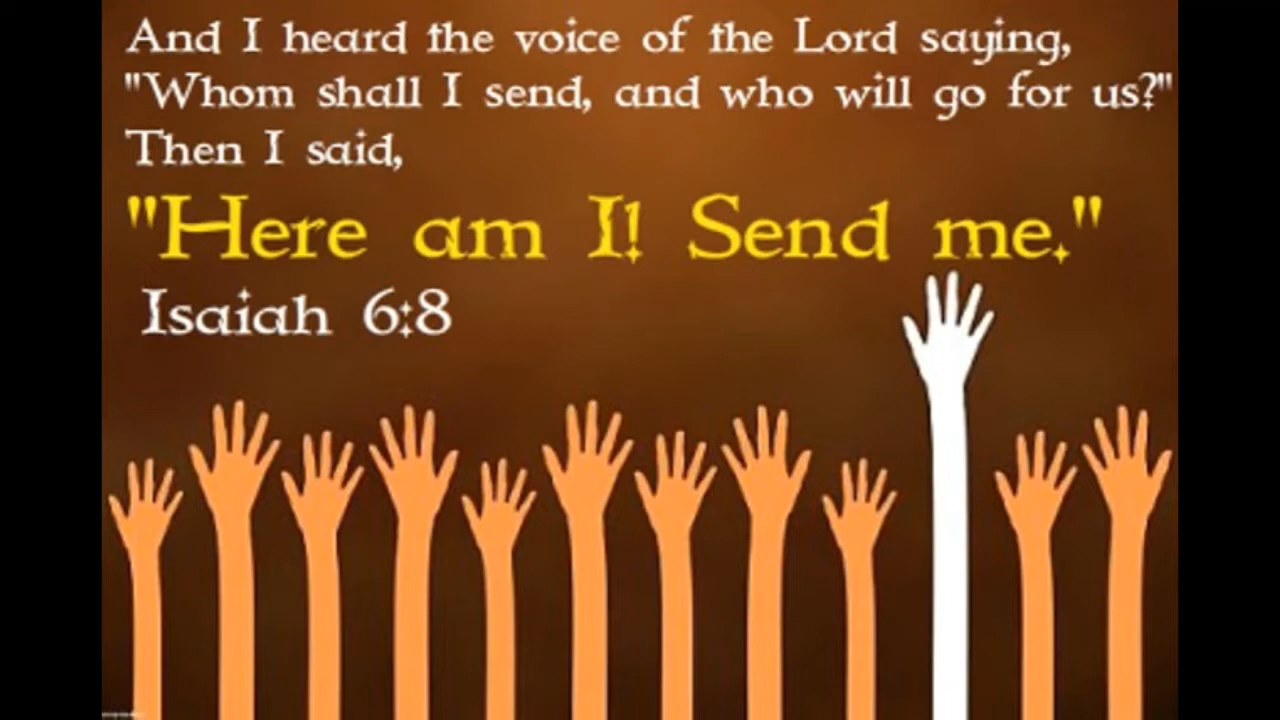 And I heard the voice of the Lord saying,
"Whom shall I send, and who will go for us?"
Then I said,
"Here am I! Send me."
Isaiah 6:8